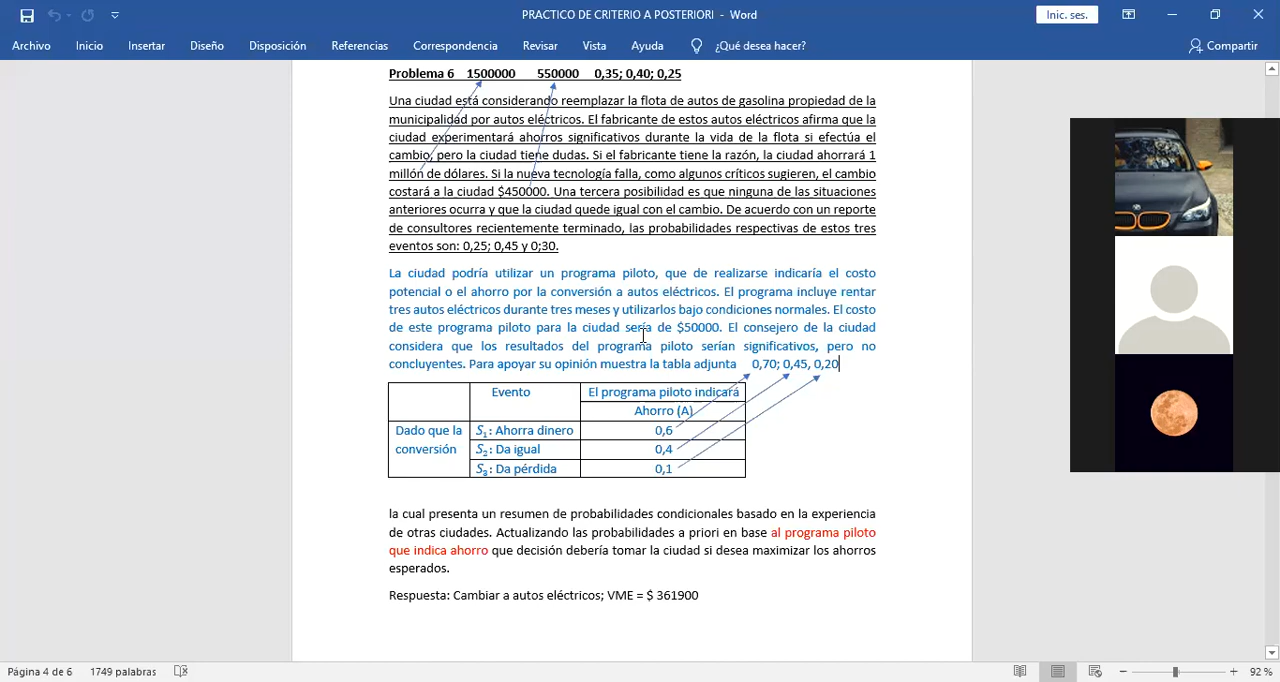 PRACTICO DE CRITERIO A POSTERIORI - Word
Inic. ses.
Archivo Inicio Insertar Diseño Disposición Referencias Correspondencia Revisar Vista Ayuda ¿Qué desea hacer? Compartir
Problema 6 1500000 550000 0,35; 0,40; 0,25
Una ciudad está considerando reemplazar la flota de autos de gasolina propiedad de la
municipalidad por autos eléctricos. El fabricante de estos autos eléctricos afirma que la
ciudad experimentará ahorros significativos durante la vida de la flota si efectúa el
cambio, pero la ciudad tiene dudas. Si el fabricante tiene la razón, la ciudad ahorrará 1
millón de dólares. Si la nueva tecnología falla, como algunos críticos sugieren, el cambio
costará a la ciudad $450000. Una tercera posibilidad es que ninguna de las situaciones
anteriores ocurra y que la ciudad quede igual con el cambio. De acuerdo con un reporte
de consultores recientemente terminado, las probabilidades respectivas de estos tres
eventos son: 0,25; 0,45 y 0;30.
La ciudad podría utilizar un programa piloto, que de realizarse indicaría el costo
potencial o el ahorro por la conversión a autos eléctricos. El programa incluye rentar
tres autos eléctricos durante tres meses y utilizarlos bajo condiciones normales. El costo
de este programa piloto para la ciudad sería de $50000. El consejero de la ciudad
considera que los resultados del programa piloto serían significativos, pero no
concluyentes. Para apoyar su opinión muestra la tabla adjunta 0,70; 0,45, 0,20
Evento El programa piloto indicará
Ahorro (A)
Dado que la S₁: Ahorra dinero 0,6
conversión S₂: Da igual 0,4
S₃: Da pérdida 0,1
la cual presenta un resumen de probabilidades condicionales basado en la experiencia
de otras ciudades. Actualizando las probabilidades a priori en base al programa piloto
que indica ahorro que decisión debería tomar la ciudad si desea maximizar los ahorros
esperados.
Respuesta: Cambiar a autos eléctricos; VME = $ 361900
Página 4 de 6 1749 palabras 92 %